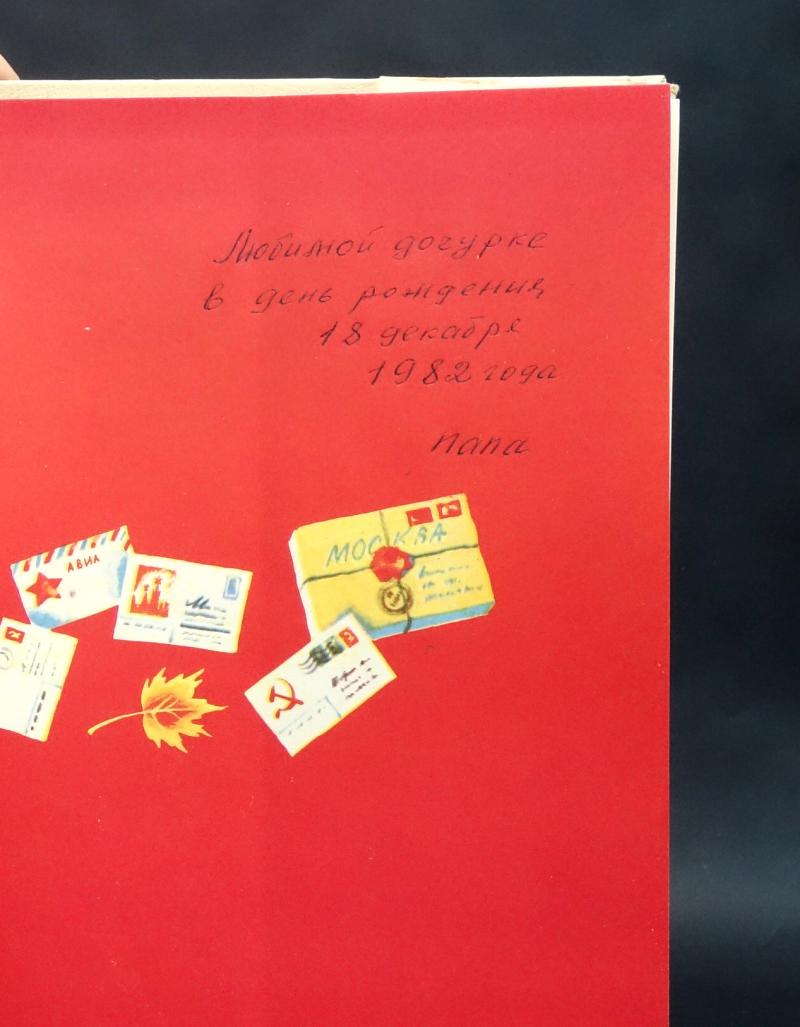 Любимой дочурке
в день рождения
18 декабря
1982 года
папа
АВИА
МОСКВА